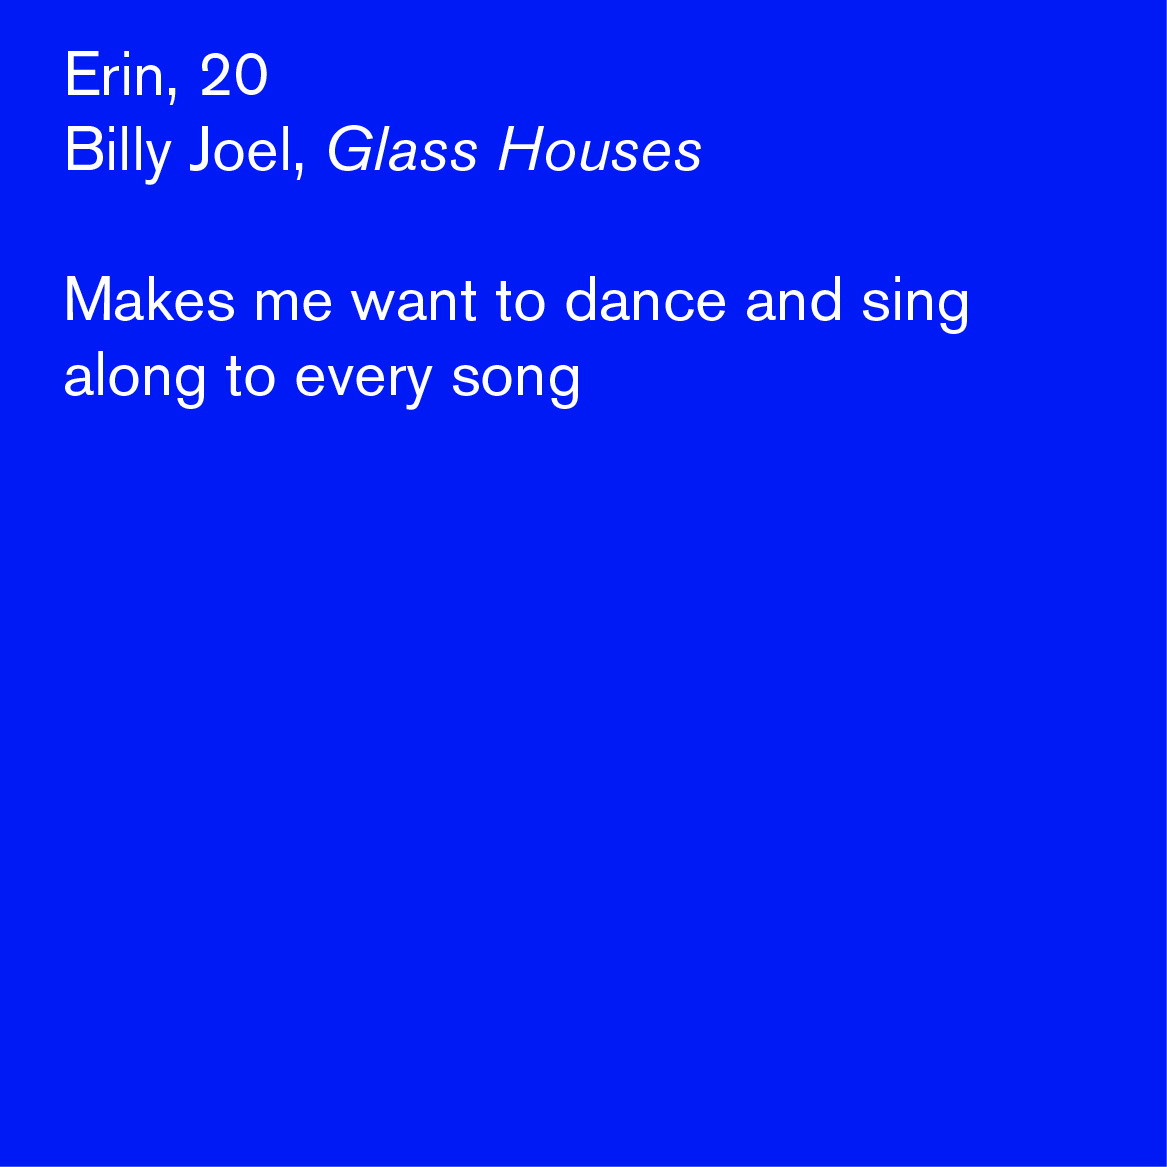 Erin, 20
Billy Joel, Glass Houses
Makes me want to dance and sing
along to every song